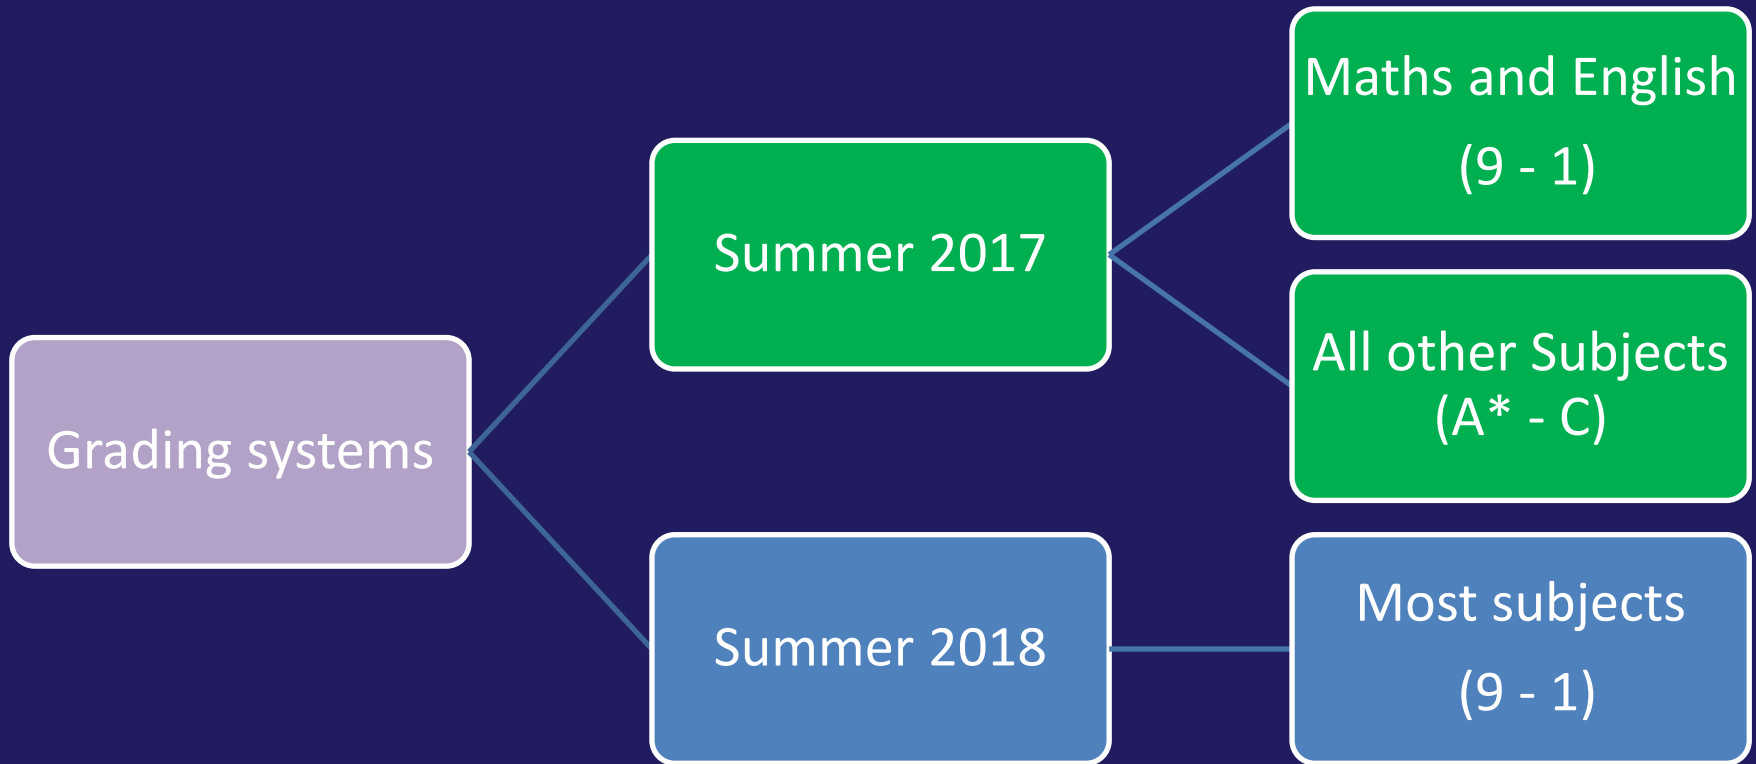 Grading systems
Summer 2017
Maths and English
(9 - 1)
All other Subjects
(A* - C)
Summer 2018
Most subjects
(9 - 1)